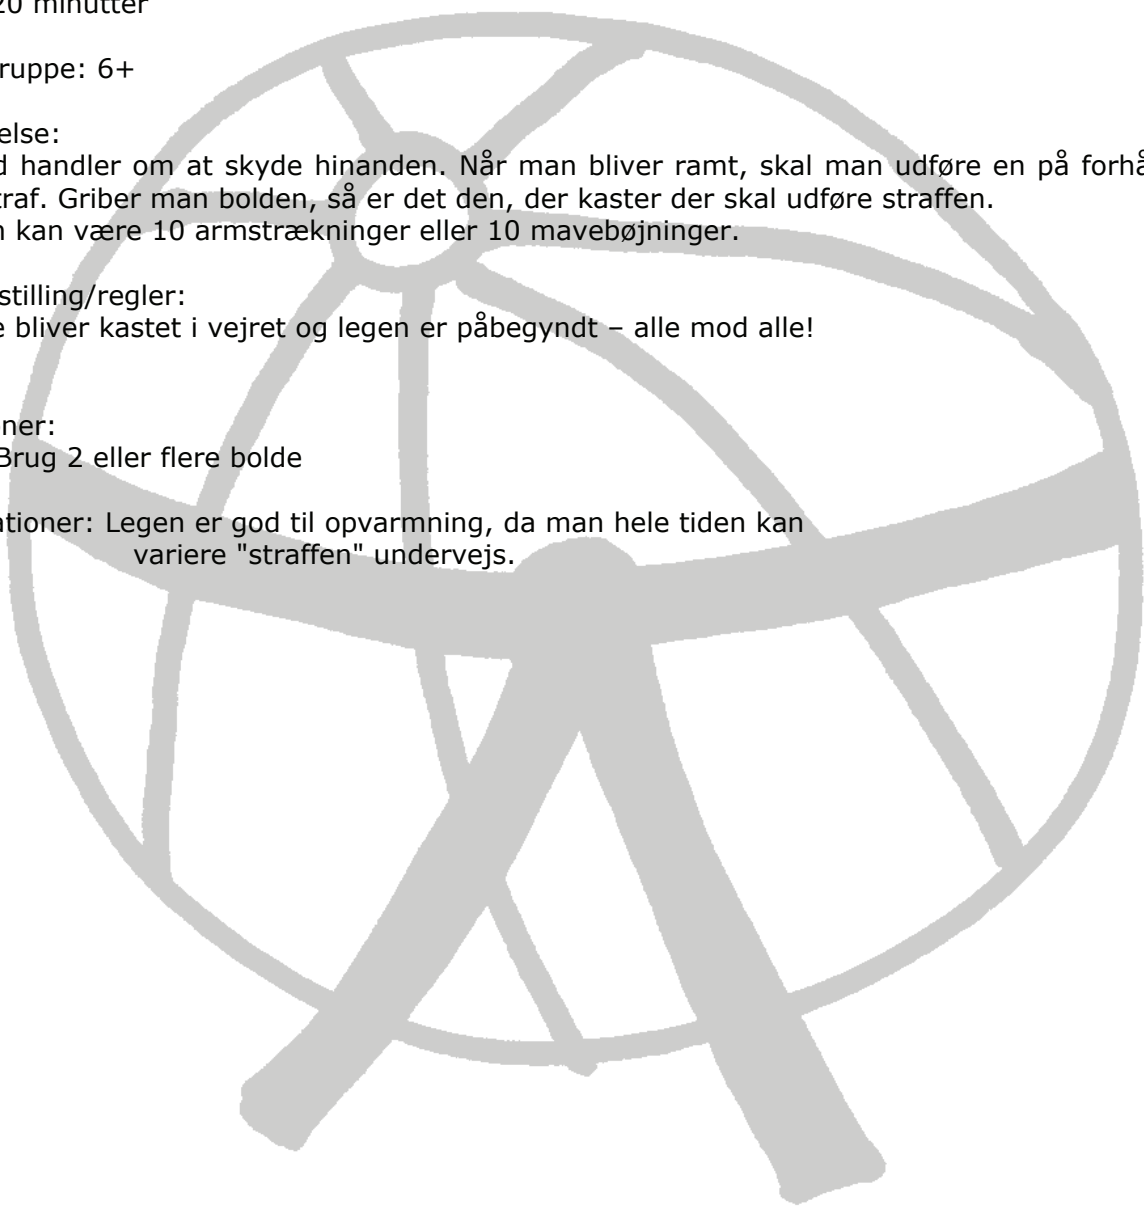 20 minutter
ruppe: 6+
else:
d handler om at skyde hinanden. Når man bliver ramt, skal man udføre en på forhå
raf. Griber man bolden, så er det den, der kaster der skal udføre straffen.
n kan være 10 armstrækninger eller 10 mavebøjninger.
stilling/regler:
e bliver kastet i vejret og legen er påbegyndt – alle mod alle!
oner:
Brug 2 eller flere bolde
ationer: Legen er god til opvarmning, da man hele tiden kan
variere "straffen" undervejs.